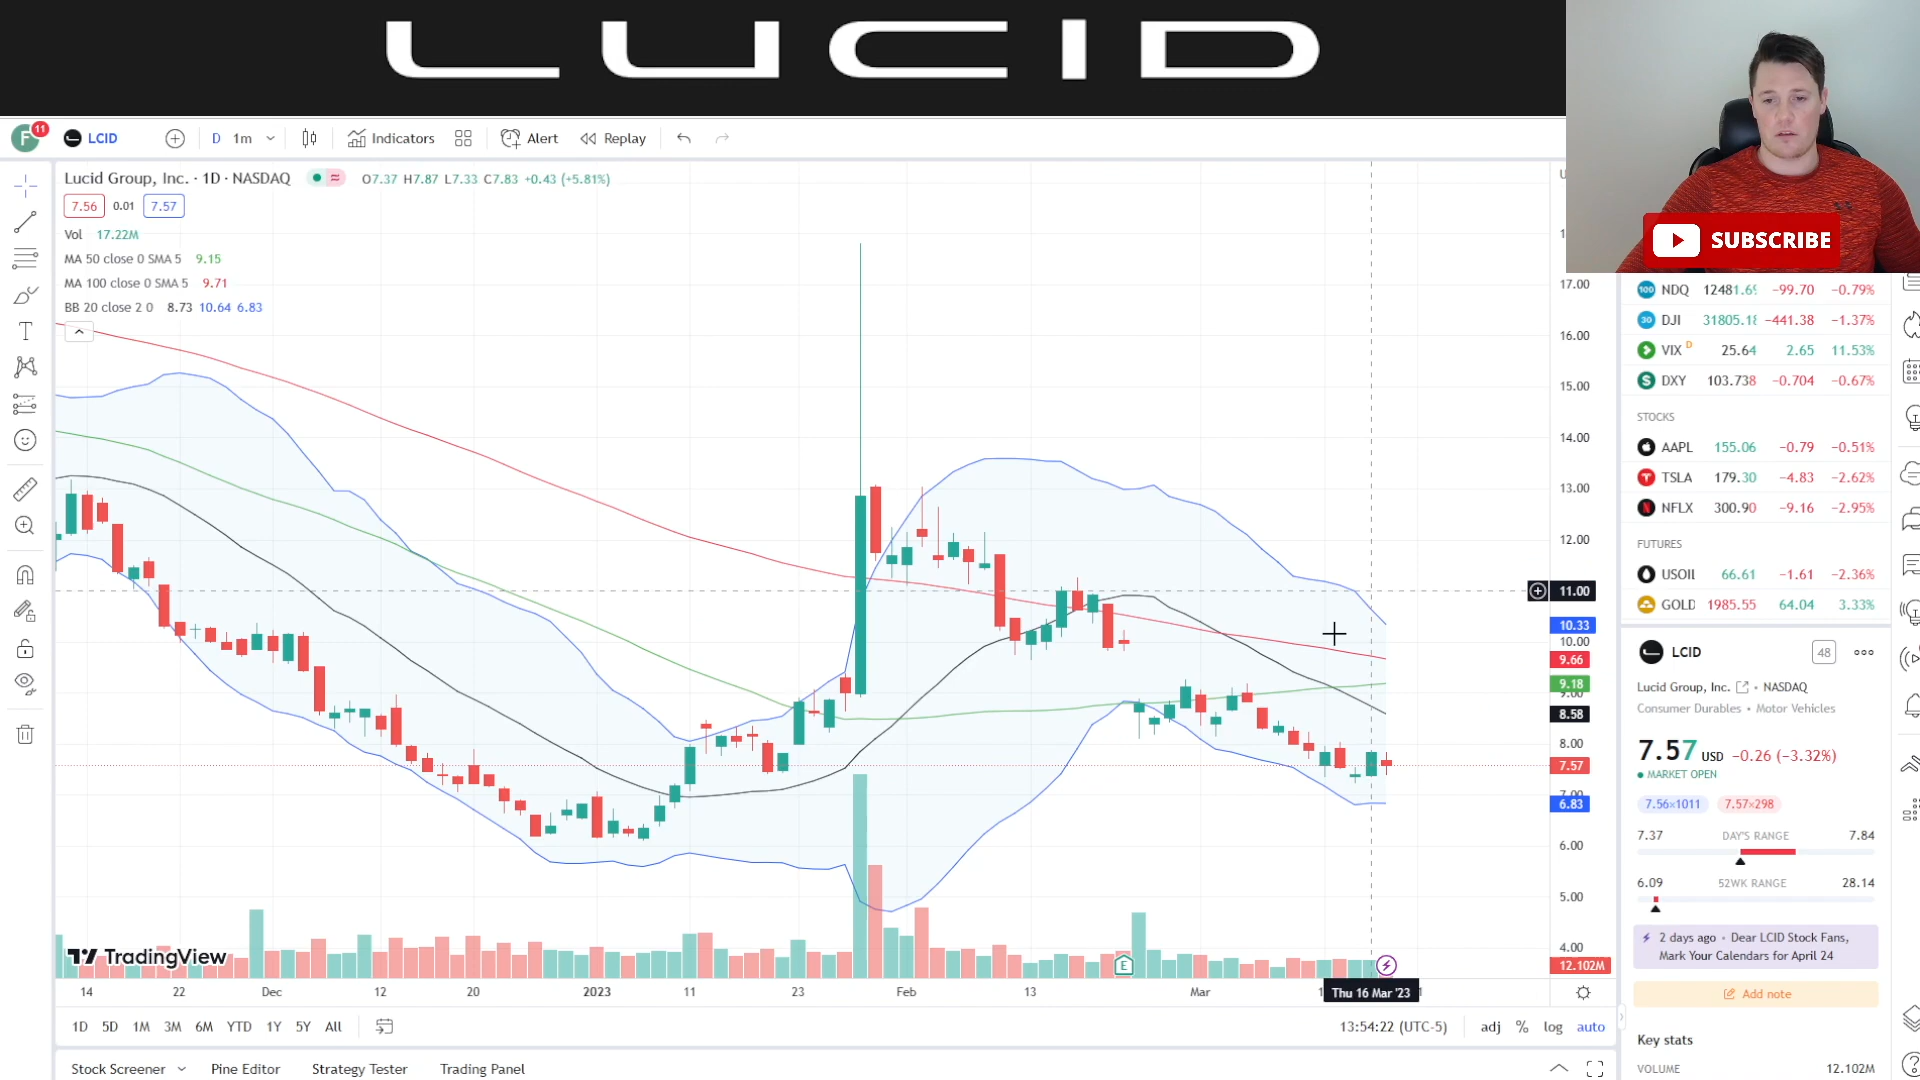 LUCID
F 11 LCID D 1m Indicators Alert Replay
Lucid Group, Inc. · 1D · NASDAQ O7.37 H7.87 L7.33 C7.83 +0.43 (+5.81%)
7.56 0.01 7.57
Vol 17.22M
MA 50 close 0 SMA 5 9.15
MA 100 close 0 SMA 5 9.71
BB 20 close 2 0 8.73 10.64 6.83
17.00
16.00
15.00
14.00
13.00
12.00
11.00
10.33
10.00
9.66
9.18
9.00
8.58
8.00
7.57
7.00
6.83
6.00
5.00
4.00
12.102M
TradingView
E
14 22 Dec 12 20 2023 11 23 Feb 13 Mar Thu 16 Mar '23
1D 5D 1M 3M 6M YTD 1Y 5Y All 13:54:22 (UTC-5) adj % log auto
Stock Screener Pine Editor Strategy Tester Trading Panel
SUBSCRIBE
100 NDQ 12481.69 −99.70 −0.79%
30 DJI 31805.18 −441.38 −1.37%
VIX D 25.64 2.65 11.53%
$ DXY 103.738 −0.704 −0.67%
STOCKS
AAPL 155.06 −0.79 −0.51%
TSLA 179.30 −4.83 −2.62%
NFLX 300.90 −9.16 −2.95%
FUTURES
USOIL 66.61 −1.61 −2.36%
GOLD 1985.55 64.04 3.33%
LCID 48
Lucid Group, Inc. • NASDAQ
Consumer Durables • Motor Vehicles
7.57 USD −0.26 (−3.32%)
MARKET OPEN
7.56×1011 7.57×298
7.37 DAY'S RANGE 7.84
6.09 52WK RANGE 28.14
2 days ago • Dear LCID Stock Fans,
Mark Your Calendars for April 24
Add note
Key stats
VOLUME 12.102M